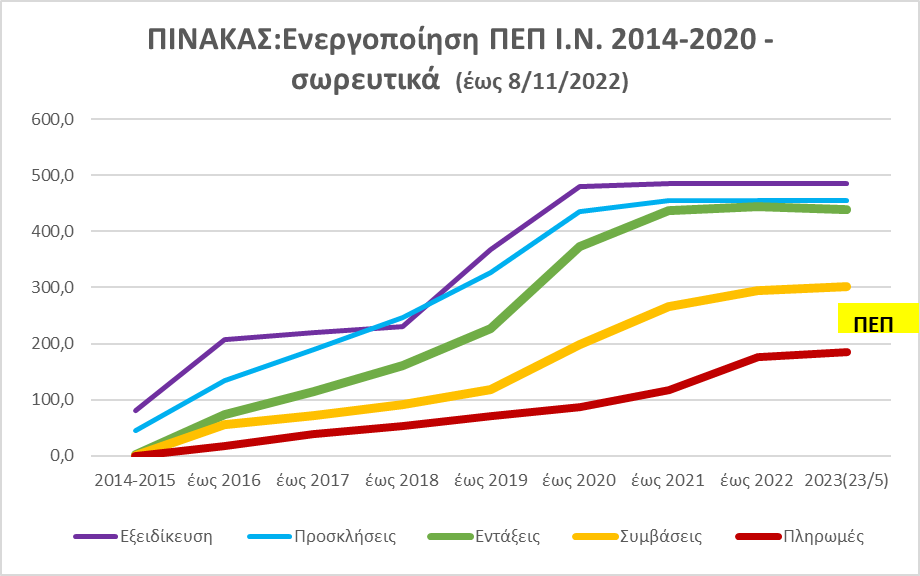 ΠΙΝΑΚΑΣ:Ενεργοποίηση ΠΕΠ Ι.Ν. 2014-2020 -
σωρευτικά (έως 8/11/2022)
600,0
500,0
400,0
300,0
200,0
100,0
0,0
ΠΕΠ
2014-2015 έως 2016 έως 2017 έως 2018 έως 2019 έως 2020 έως 2021 έως 2022 2023(23/5)
Εξειδίκευση Προσκλήσεις Εντάξεις Συμβάσεις Πληρωμές